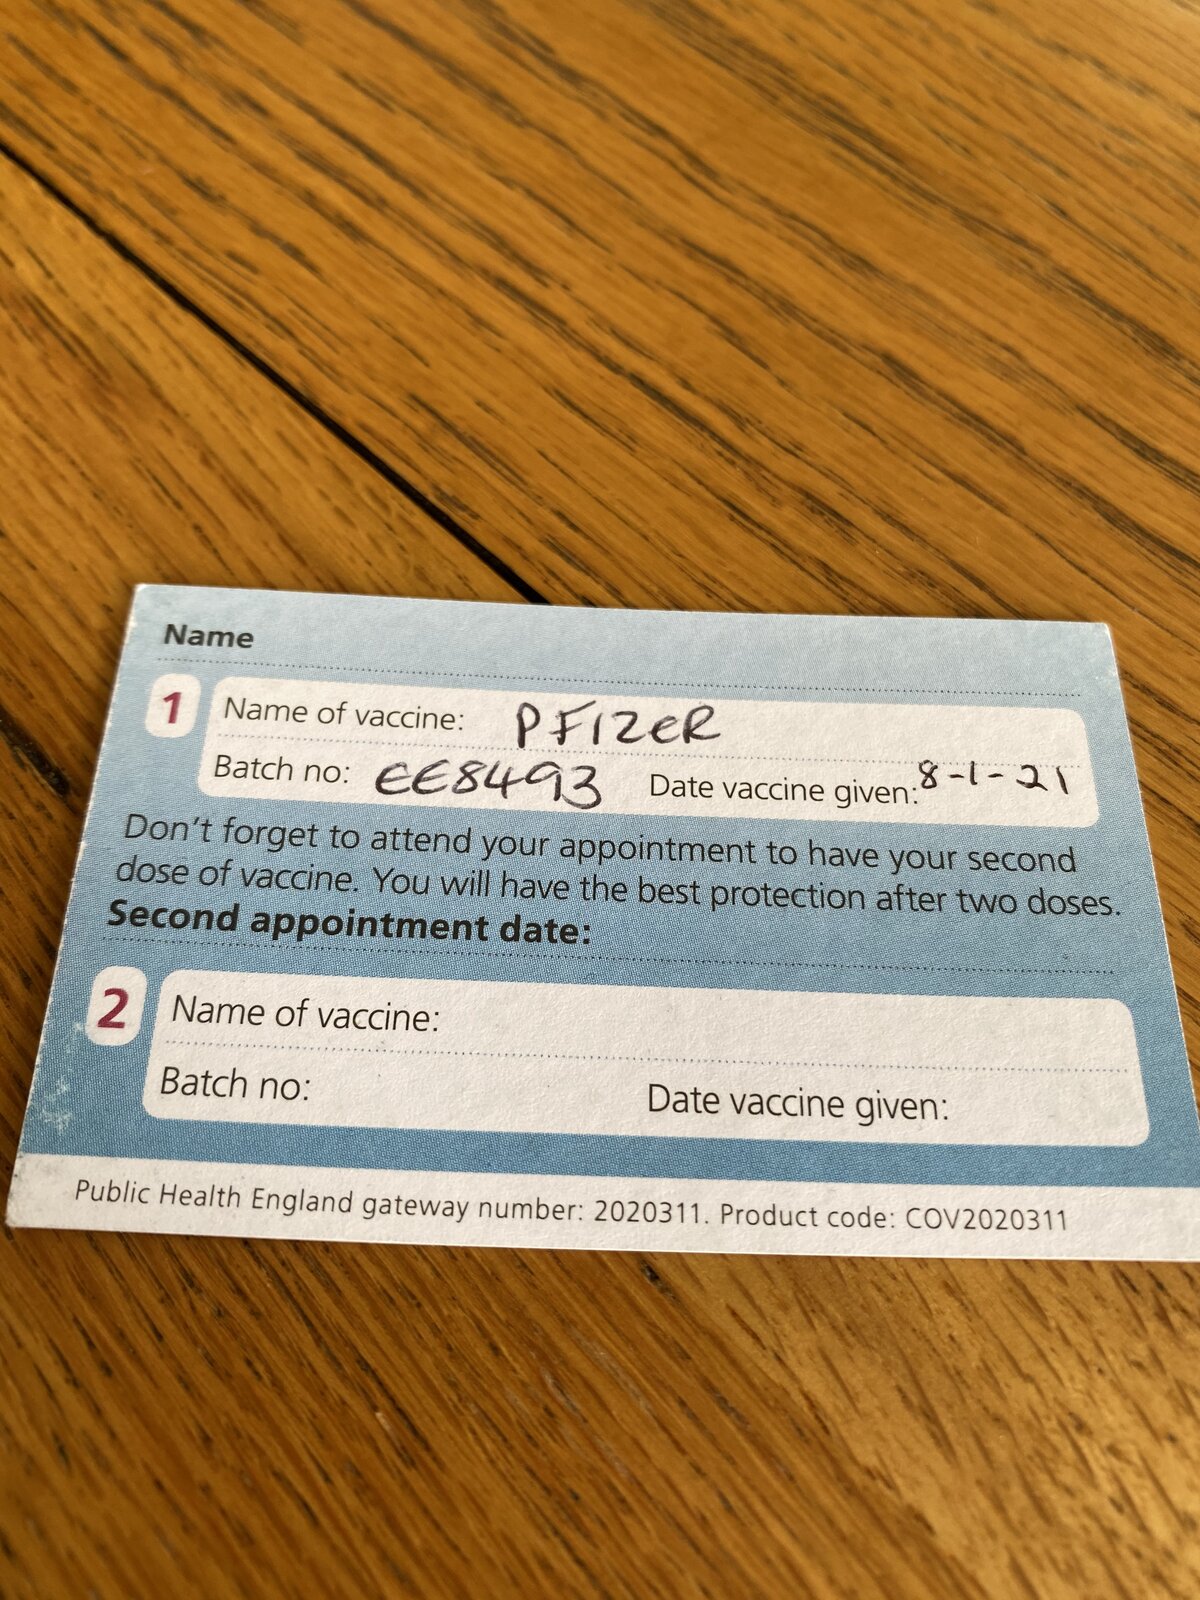 Name
1 Name of vaccine: PFIZER
Batch no: EE8493 Date vaccine given: 8-1-21
Don't forget to attend your appointment to have your second
dose of vaccine. You will have the best protection after two doses.
Second appointment date:
2 Name of vaccine:
Batch no: Date vaccine given:
Public Health England gateway number: 2020311. Product code: COV2020311